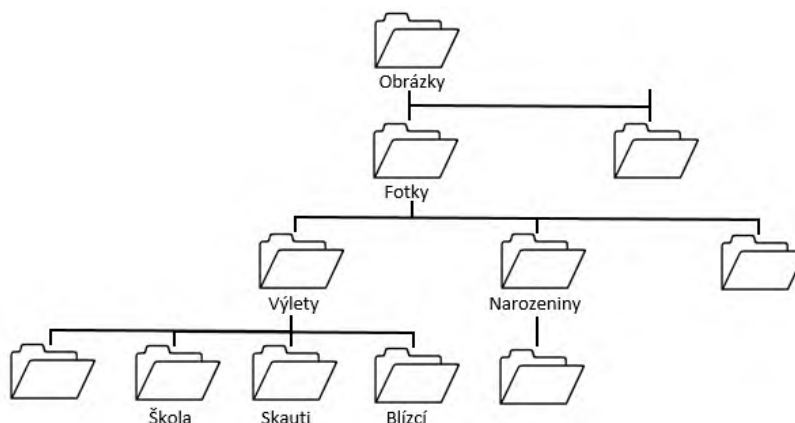 Obrázky
Fotky
Výlety
Narozeniny
Škola
Skauti
Blízcí